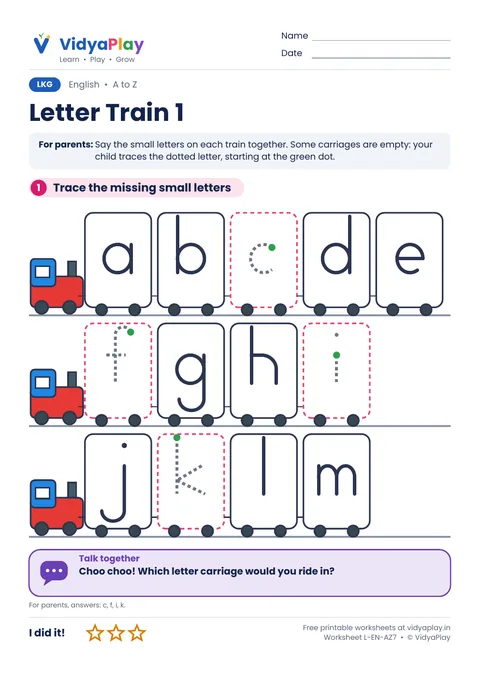 VidyaPlay
Learn • Play • Grow
Name
Date
LKG English • A to Z
Letter Train 1
For parents: Say the small letters on each train together. Some carriages are empty: your
child traces the dotted letter, starting at the green dot.
1 Trace the missing small letters
a b c d e
f g h i
j k l m
Talk together
Choo choo! Which letter carriage would you ride in?
For parents, answers: c, f, i, k.
I did it!
Free printable worksheets at vidyaplay.in
Worksheet L-EN-AZ7 • © VidyaPlay